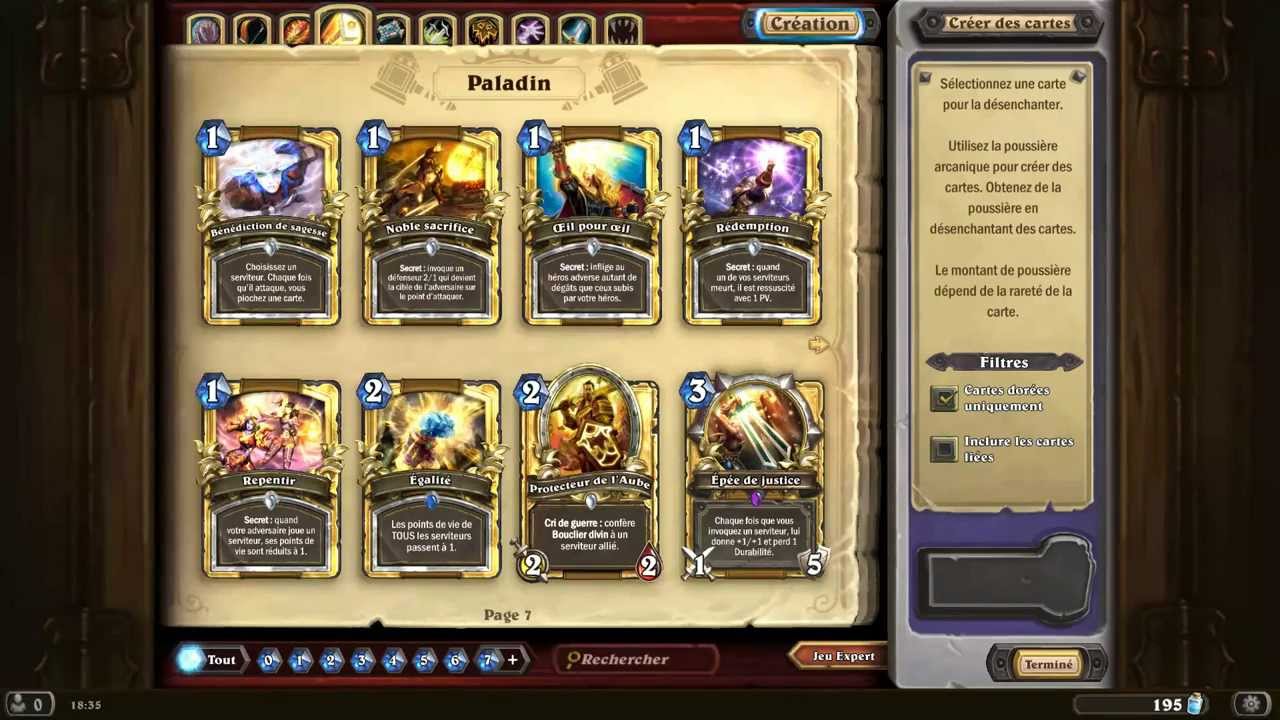 Création
Créer des cartes
Paladin
1
1
1
1
Bénédiction de sagesse
Choisissez un
serviteur. Chaque fois
qu'il attaque, vous
piochez une carte.
Noble sacrifice
Secret : invoque un
défenseur 2/1 qui devient
la cible de l'adversaire sur
le point d'attaquer.
Œil pour œil
Secret : inflige au
héros adverse autant de
dégâts que ceux subis
par votre héros.
Rédemption
Secret : quand
un de vos serviteurs
meurt, il est ressuscité
avec 1 PV.
1
2
2
3
Repentir
Secret : quand
votre adversaire joue un
serviteur, ses points de
vie sont réduits à 1.
Égalité
Les points de vie de
TOUS les serviteurs
passent à 1.
Protecteur de l'Aube
Cri de guerre : confère
Bouclier divin à un
serviteur allié.
2
2
Épée de justice
Chaque fois que vous
invoquez un serviteur, lui
donne +1/+1 et perd 1
Durabilité.
1
5
Page 7
Sélectionnez une carte
pour la désenchanter.
Utilisez la poussière
arcanique pour créer des
cartes. Obtenez de la
poussière en
désenchantant des cartes.
Le montant de poussière
dépend de la rareté de la
carte.
Filtres
Cartes dorées
uniquement
Inclure les cartes
liées
Tout
0
1
2
3
4
5
6
7 +
Rechercher
Jeu Expert
Terminé
0
18:35
195